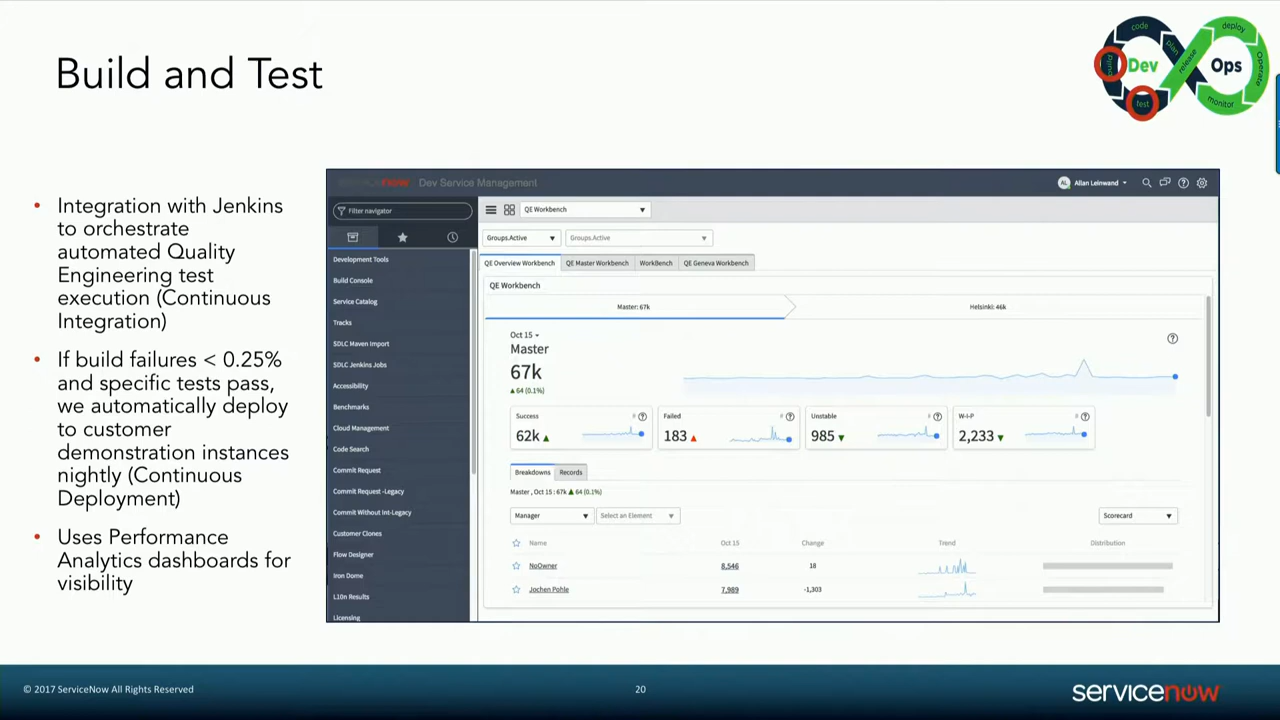 Build and Test
code
plan
release
deploy
Operate
monitor
test
build
Dev
Ops
• Integration with Jenkins
to orchestrate
automated Quality
Engineering test
execution (Continuous
Integration)
• If build failures < 0.25%
and specific tests pass,
we automatically deploy
to customer
demonstration instances
nightly (Continuous
Deployment)
• Uses Performance
Analytics dashboards for
visibility
servicenow Dev Service Management
AL Allan Leinwand
Filter navigator
Development Tools
Build Console
Service Catalog
Tracks
SDLC Maven Import
SDLC Jenkins Jobs
Accessibility
Benchmarks
Cloud Management
Code Search
Commit Request
Commit Request -Legacy
Commit Without Int-Legacy
Customer Clones
Flow Designer
Iron Dome
L10n Results
Licensing
QE Workbench
Groups.Active Groups.Active
QE Overview Workbench QE Master Workbench WorkBench QE Geneva Workbench
QE Workbench
Master: 67k Helsinki: 46k
Oct 15
Master
67k
▲ 64 (0.1%)
Success Failed Unstable W-I-P
62k ▲ 183 ▲ 985 ▼ 2,233 ▼
Breakdowns Records
Master , Oct 15 : 67k ▲ 64 (0.1%)
Manager Select an Element Scorecard
Name Oct 15 Change Trend Distribution
NoOwner 8,546 18
Jochen Pohle 7,989 -1,303
© 2017 ServiceNow All Rights Reserved 20 servicenow